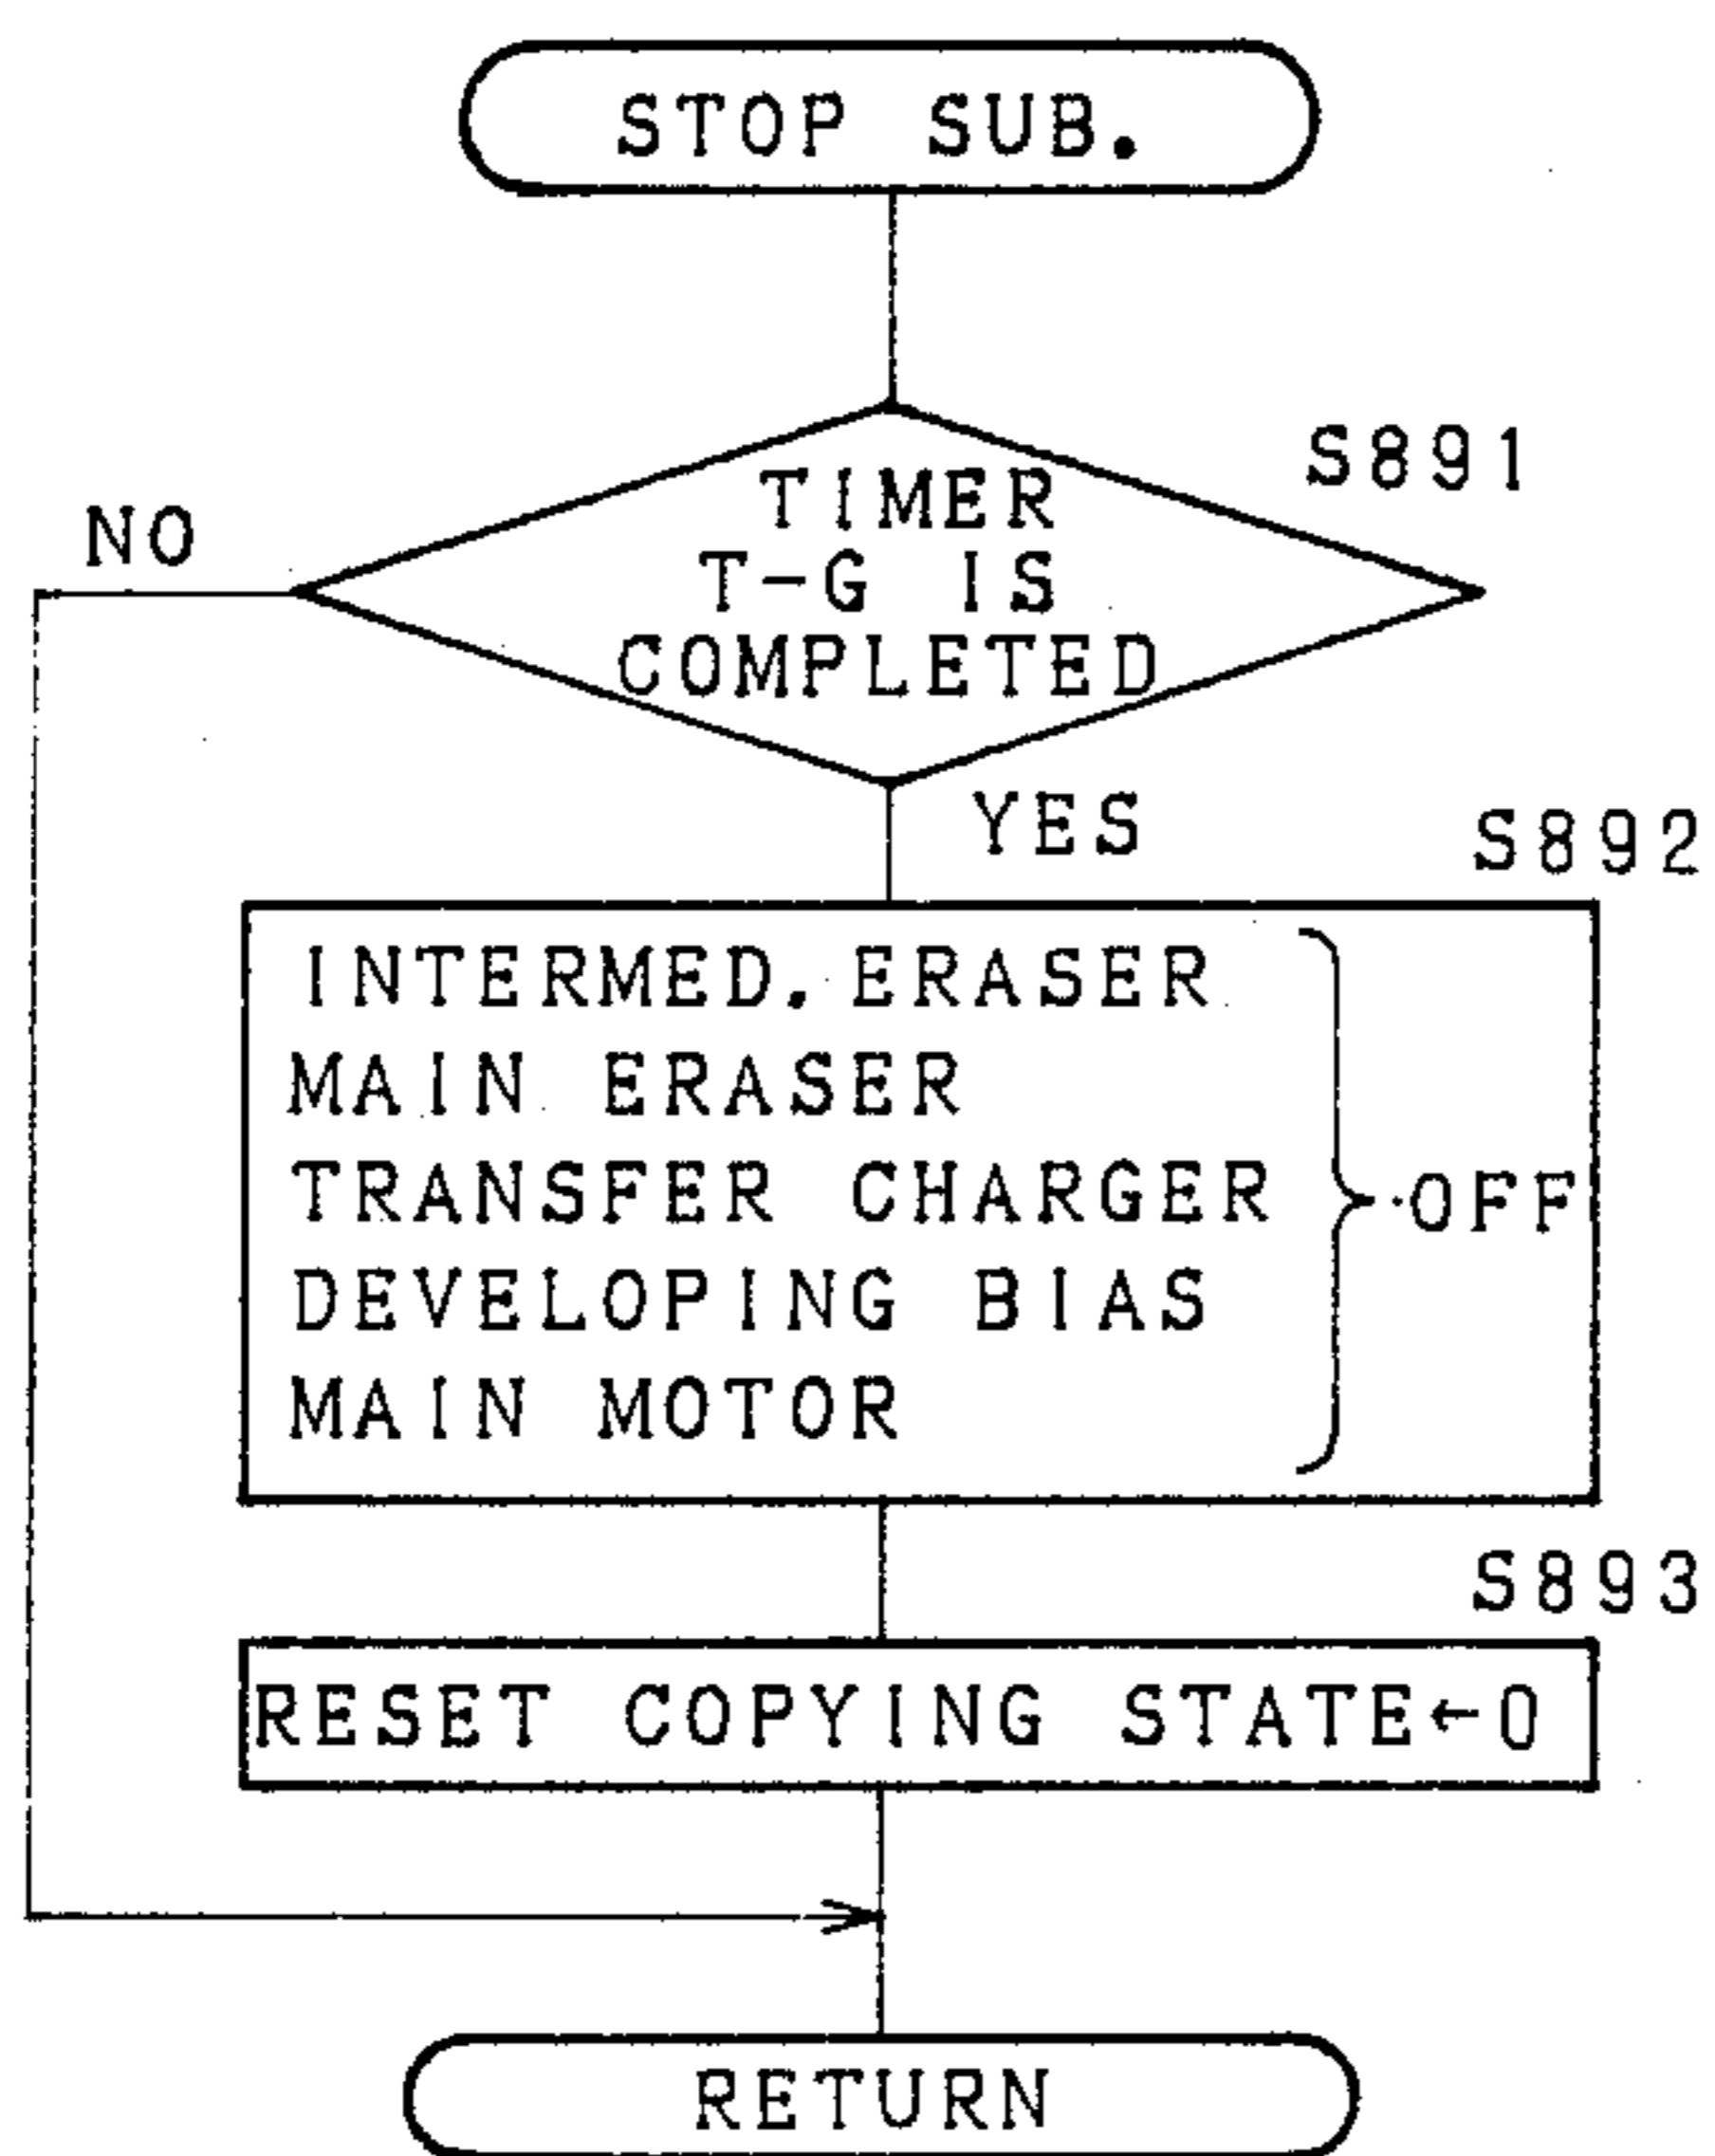 STOP SUB.
S891
TIMER
T-G IS
COMPLETED
NO
YES
S892
INTERMED. ERASER
MAIN ERASER
TRANSFER CHARGER
DEVELOPING BIAS
MAIN MOTOR
OFF
S893
RESET COPYING STATE←0
RETURN